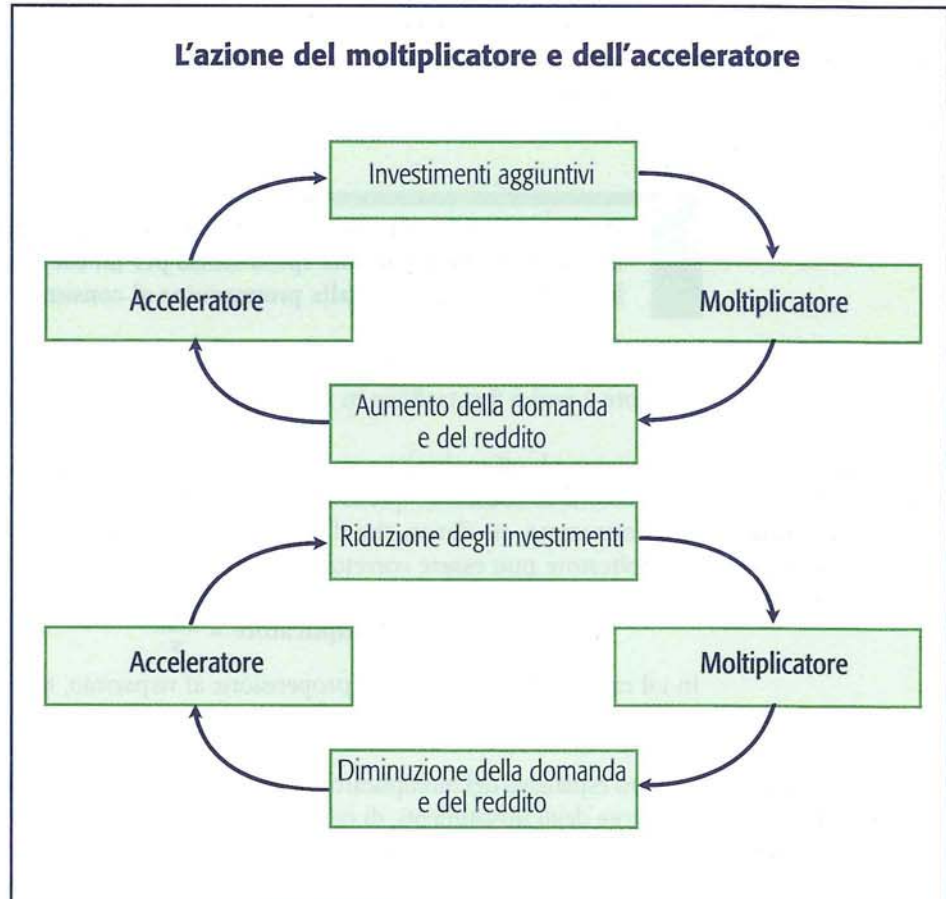 L'azione del moltiplicatore e dell'acceleratore
Investimenti aggiuntivi
Acceleratore
Moltiplicatore
Aumento della domanda
e del reddito
Riduzione degli investimenti
Acceleratore
Moltiplicatore
Diminuzione della domanda
e del reddito